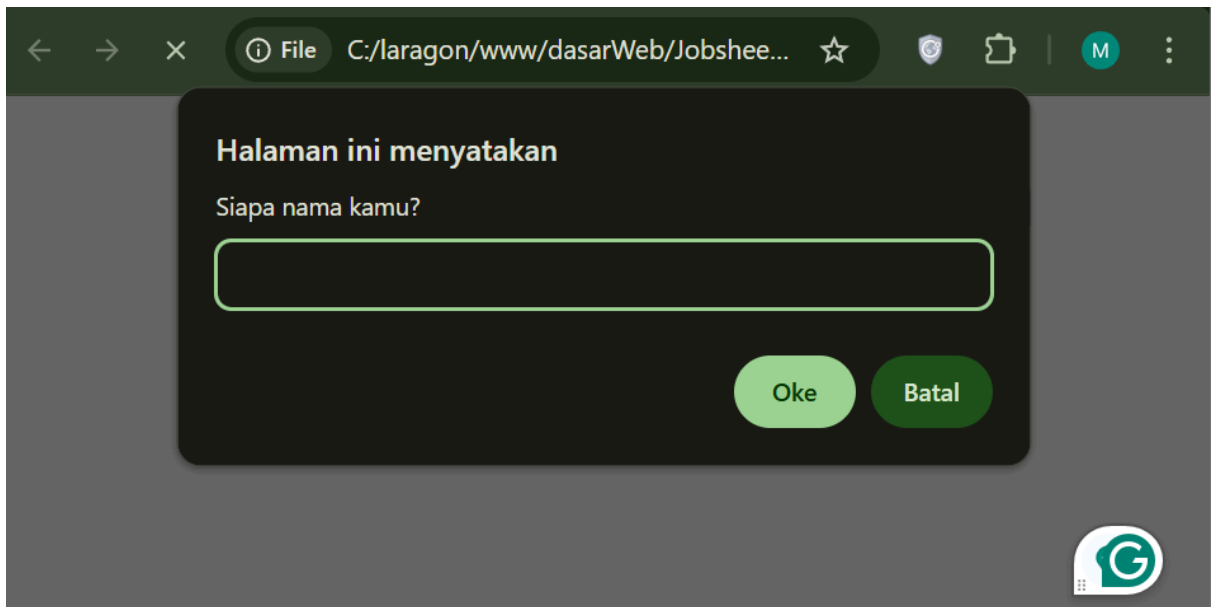 File C:/laragon/www/dasarWeb/Jobshee... M
Halaman ini menyatakan
Siapa nama kamu?
Oke Batal
G